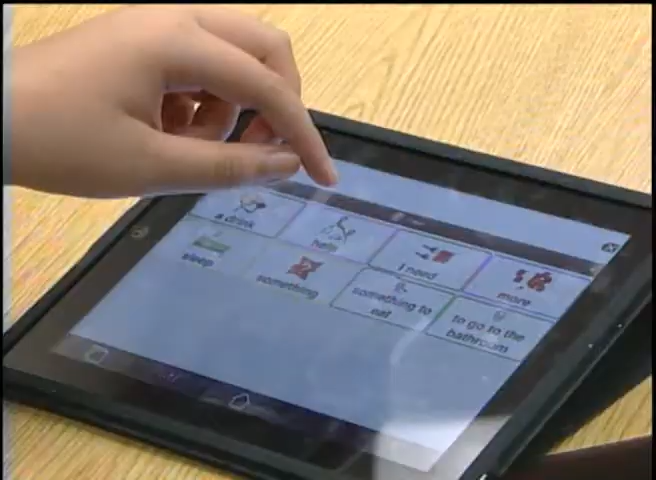 a drink
help
I need
more
sleep
something
something to
eat
to go to the
bathroom